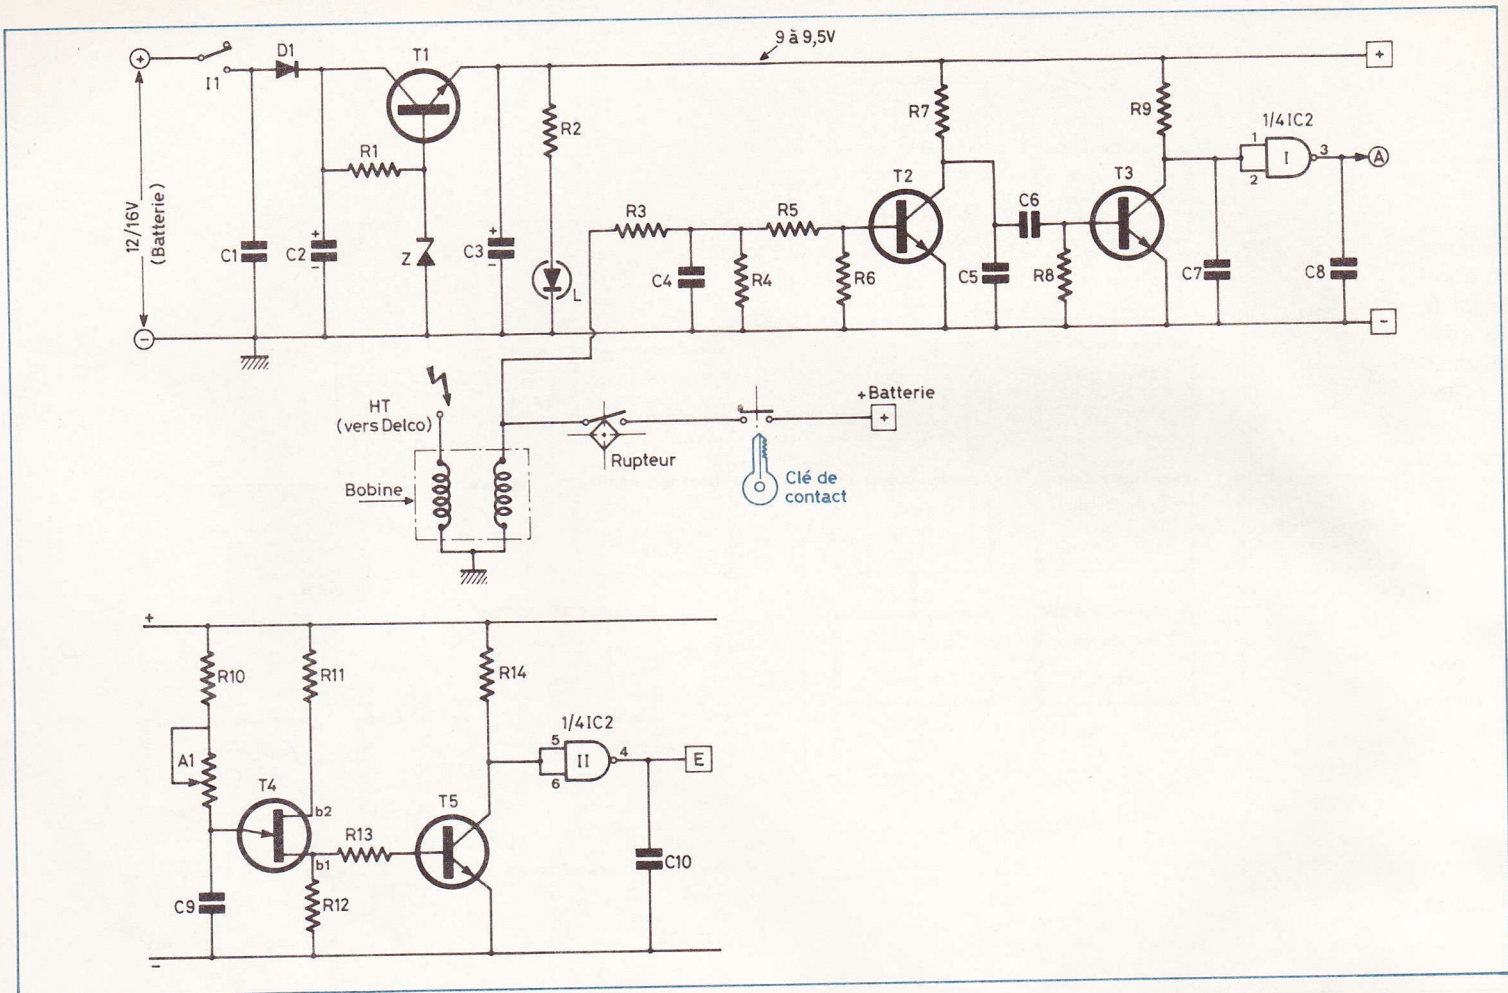 9 à 9,5V
+
I1
D1
T1
+
12/16V
(Batterie)
R1
R2
R7
R9
1/4 IC2
1
2
I
3
A
C1
C2
+
-
Z
C3
+
-
L
R3
C4
R4
R5
R6
T2
C5
C6
R8
T3
C7
C8
-
-
HT
(vers Delco)
Bobine
Rupteur
+ Batterie
+
Clé de
contact
+
R10
R11
R14
A1
T4
b2
b1
R13
T5
1/4 IC2
5
6
II
4
E
C9
R12
C10
-